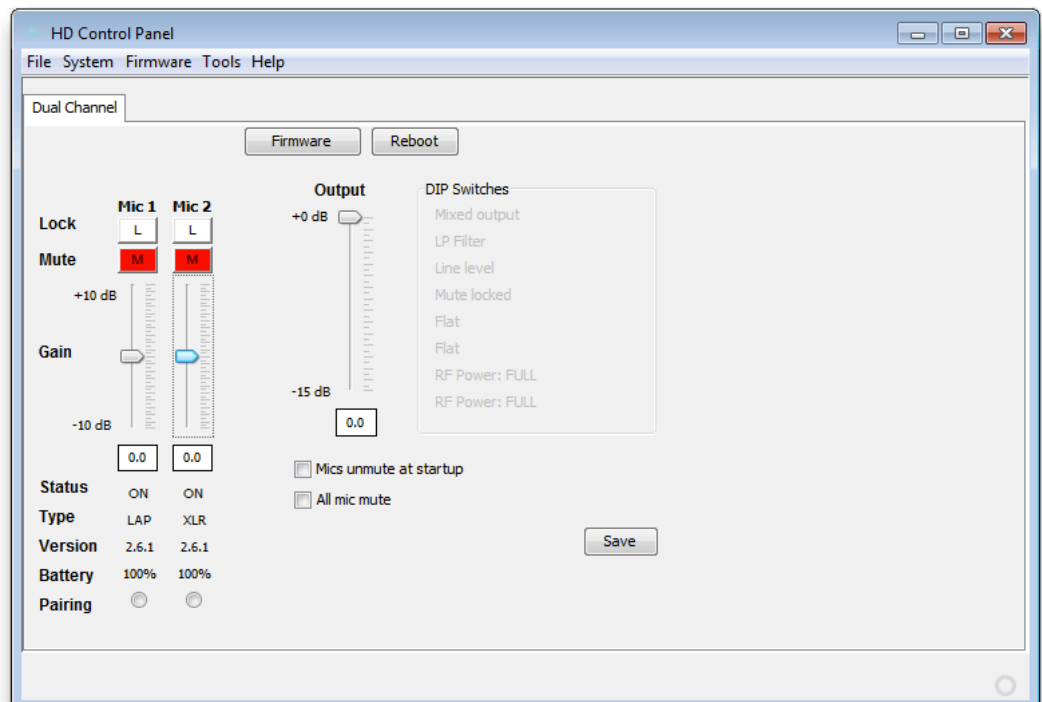 HD Control Panel
File System Firmware Tools Help
Dual Channel
Firmware Reboot
Output
DIP Switches
Mic 1 Mic 2
+0 dB
Mixed output
Lock L L
LP Filter
Mute M M
Line level
+10 dB
Mute locked
Flat
Gain
Flat
RF Power: FULL
-15 dB
RF Power: FULL
-10 dB
0.0
0.0 0.0
Mics unmute at startup
Status ON ON
All mic mute
Type LAP XLR
Version 2.6.1 2.6.1
Save
Battery 100% 100%
Pairing